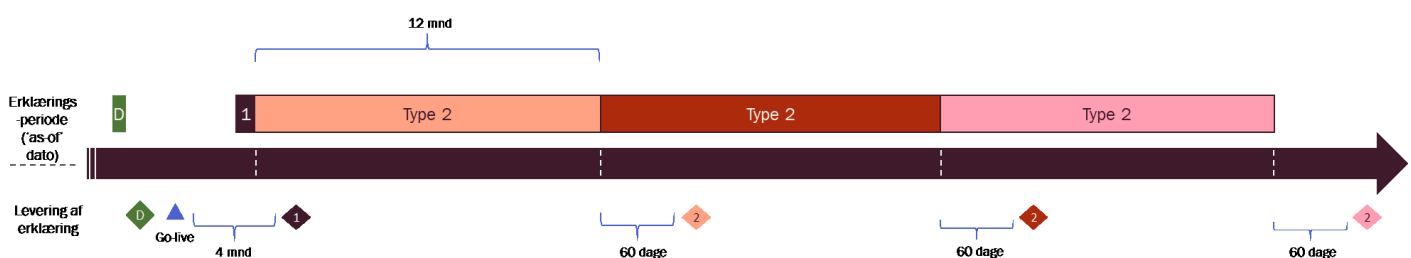 12 mnd
Erklærings
-periode
('as-of'
dato)
D
1
Type 2
Type 2
Type 2
Levering af
erklæring
D
Go-live
4 mnd
1
60 dage
2
60 dage
2
60 dage
2